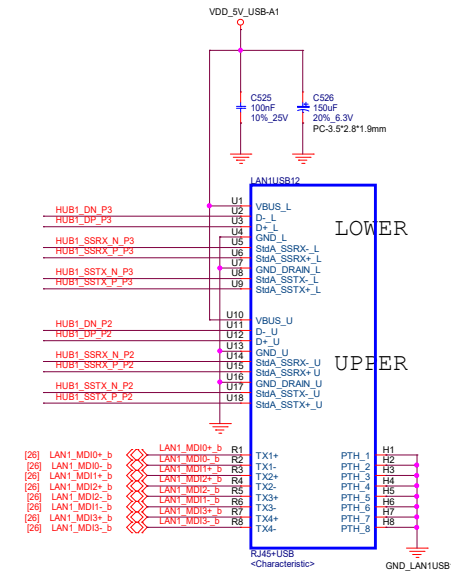 VDD_5V_USB-A1
C525
100nF
10%_25V
C526
150uF
20%_6.3V
PC-3.5*2.8*1.9mm
LAN1USB12
LOWER
U1 VBUS_L
HUB1_DN_P3 U2 D-_L
HUB1_DP_P3 U3 D+_L
U4 GND_L
HUB1_SSRX_N_P3 U5 StdA_SSRX-_L
HUB1_SSRX_P_P3 U6 StdA_SSRX+_L
U7 GND_DRAIN_L
HUB1_SSTX_N_P3 U8 StdA_SSTX-_L
HUB1_SSTX_P_P3 U9 StdA_SSTX+_L
U10 VBUS_U
HUB1_DN_P2 U11 D-_U
HUB1_DP_P2 U12 D+_U
U13 GND_U
UPPER
HUB1_SSRX_N_P2 U14 StdA_SSRX-_U
HUB1_SSRX_P_P2 U15 StdA_SSRX+_U
U16 GND_DRAIN_U
HUB1_SSTX_N_P2 U17 StdA_SSTX-_U
HUB1_SSTX_P_P2 U18 StdA_SSTX+_U
[26] LAN1_MDI0+_b LAN1_MDI0+_b R1 TX1+ PTH_1 H1
[26] LAN1_MDI0-_b LAN1_MDI0-_b R2 TX1- PTH_2 H2
[26] LAN1_MDI1+_b LAN1_MDI1+_b R3 TX2+ PTH_3 H3
[26] LAN1_MDI2+_b LAN1_MDI2+_b R4 TX2- PTH_4 H4
[26] LAN1_MDI2-_b LAN1_MDI2-_b R5 TX3+ PTH_5 H5
[26] LAN1_MDI1-_b LAN1_MDI1-_b R6 TX3- PTH_6 H6
[26] LAN1_MDI3+_b LAN1_MDI3+_b R7 TX4+ PTH_7 H7
[26] LAN1_MDI3-_b LAN1_MDI3-_b R8 TX4- PTH_8 H8
RJ45+USB
<Characteristic>
GND_LAN1USB